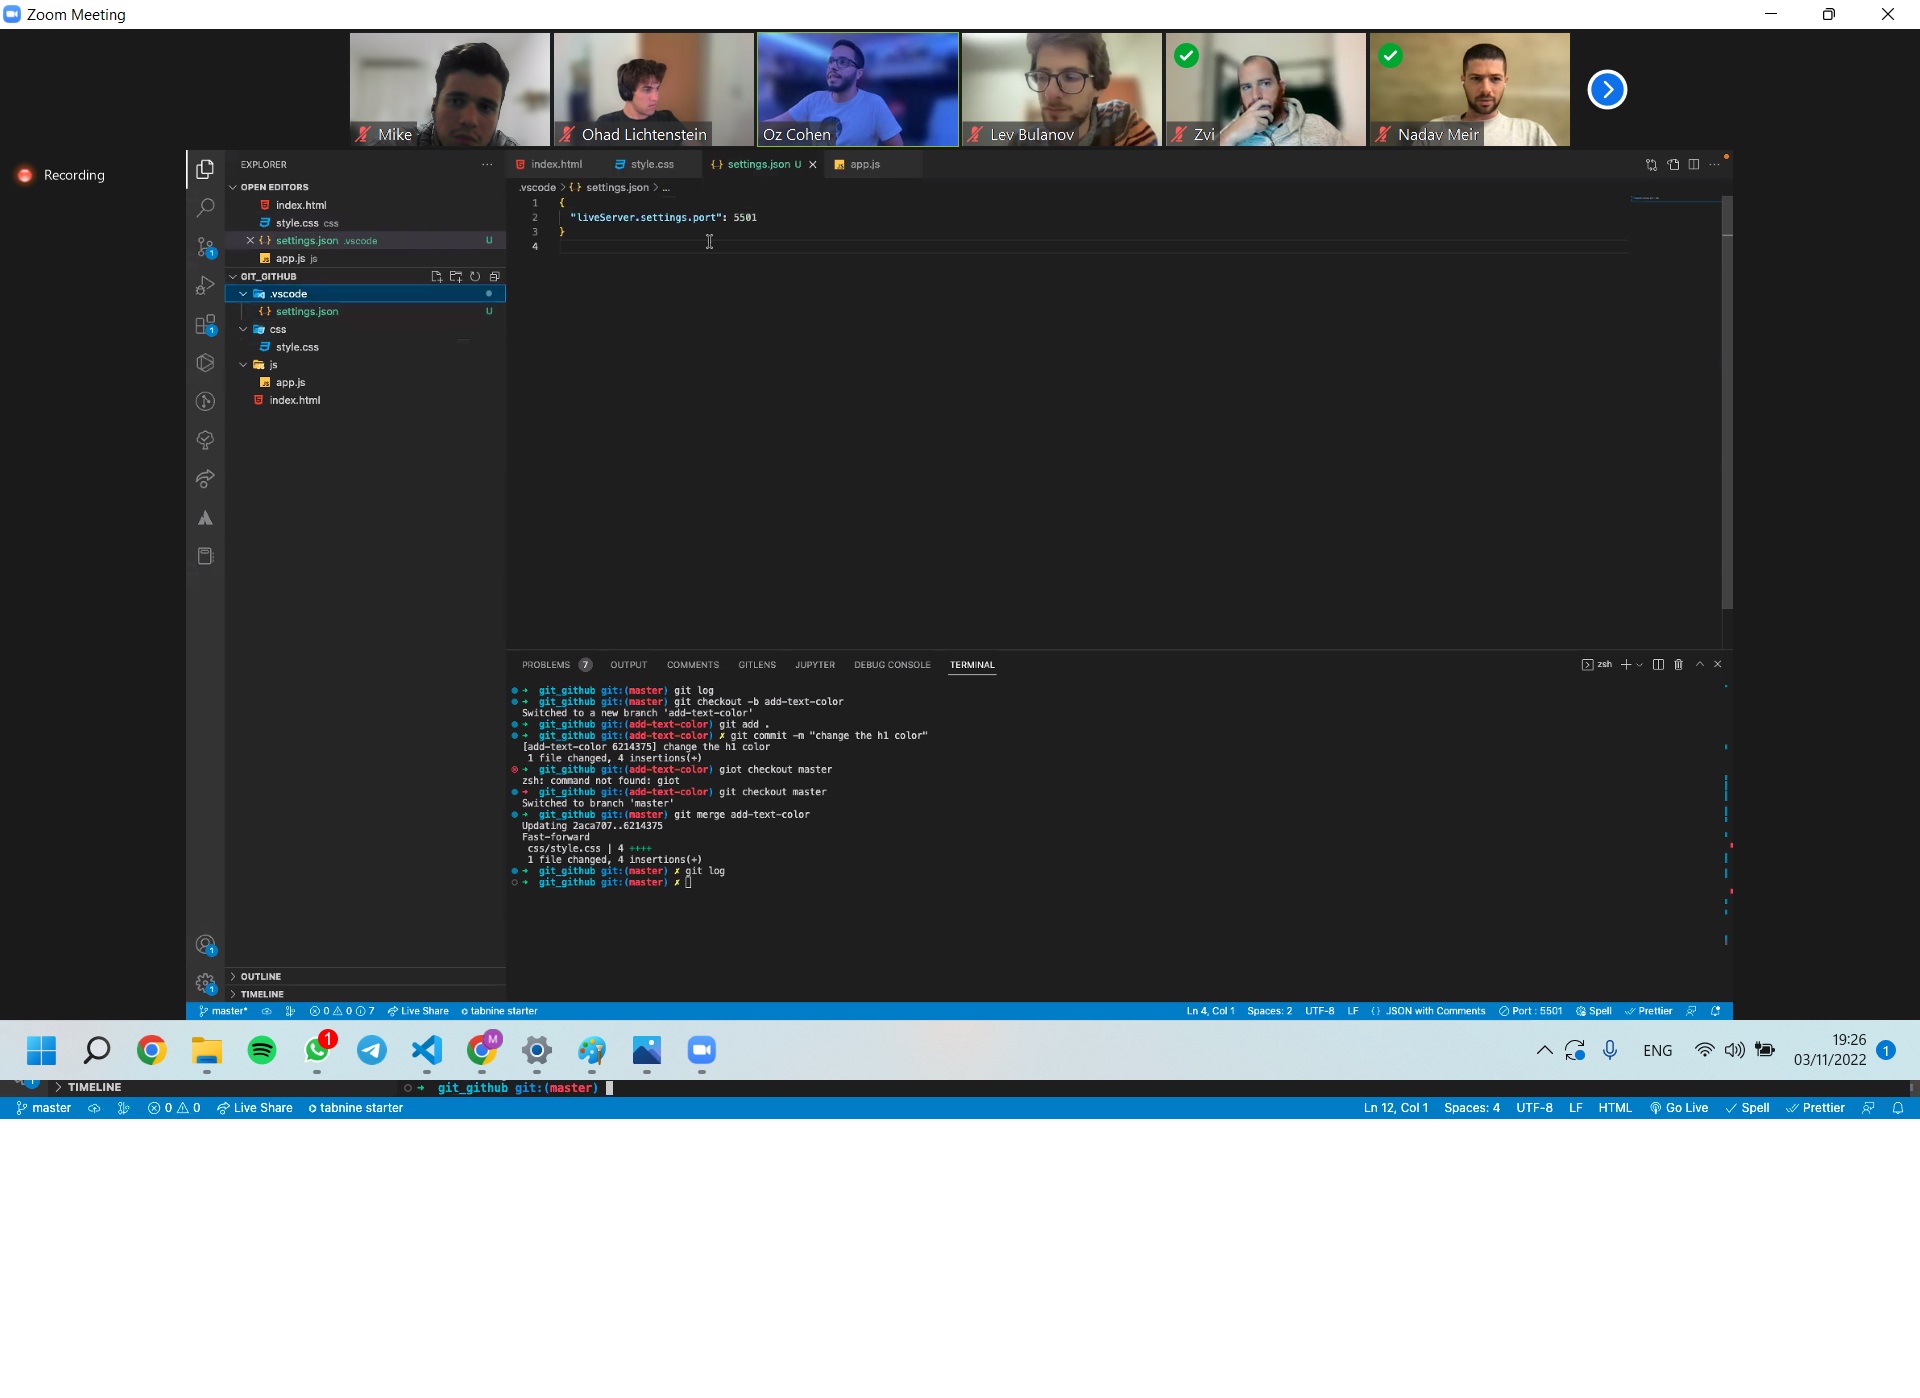 Zoom Meeting
Mike
Ohad Lichtenstein
Oz Cohen
Lev Bulanov
Zvi
Nadav Meir
Recording
EXPLORER
index.html
style.css
settings.json U
app.js
OPEN EDITORS
index.html
style.css css
settings.json .vscode U
app.js js
GIT_GITHUB
.vscode
settings.json U
css
style.css
js
app.js
index.html
OUTLINE
TIMELINE
.vscode > {} settings.json > ...
1 {
2 "liveServer.settings.port": 5501
3 }
4
PROBLEMS 7 OUTPUT COMMENTS GITLENS JUPYTER DEBUG CONSOLE TERMINAL
zsh
git_github git:(master) git log
git_github git:(master) git checkout -b add-text-color
Switched to a new branch 'add-text-color'
git_github git:(add-text-color) git add .
git_github git:(add-text-color) ✗ git commit -m "change the h1 color"
[add-text-color 6214375] change the h1 color
1 file changed, 4 insertions(+)
git_github git:(add-text-color) giot checkout master
zsh: command not found: giot
git_github git:(add-text-color) git checkout master
Switched to branch 'master'
git_github git:(master) git merge add-text-color
Updating 2aca707..6214375
Fast-forward
css/style.css | 4 ++++
1 file changed, 4 insertions(+)
git_github git:(master) ✗ git log
git_github git:(master) ✗
master* 0 0 7 Live Share tabnine starter
Ln 4, Col 1 Spaces: 2 UTF-8 LF {} JSON with Comments Port : 5501 Spell Prettier
1 M ENG 19:26
03/11/2022 1
TIMELINE
git_github git:(master)
master 0 0 Live Share tabnine starter
Ln 12, Col 1 Spaces: 4 UTF-8 LF HTML Go Live Spell Prettier